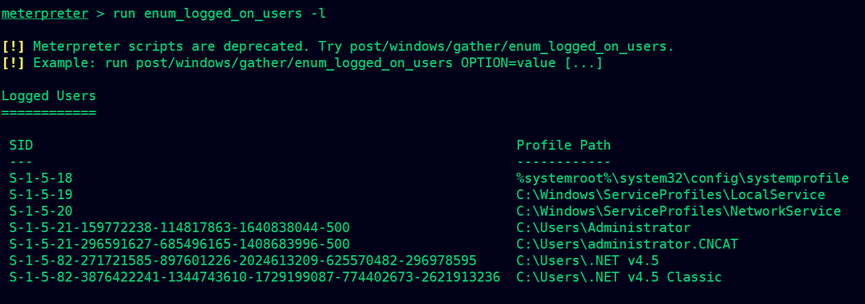 meterpreter > run enum_logged_on_users -l
[!] Meterpreter scripts are deprecated. Try post/windows/gather/enum_logged_on_users.
[!] Example: run post/windows/gather/enum_logged_on_users OPTION=value [...]
Logged Users
============
SID Profile Path
--- ------------
S-1-5-18 %systemroot%\system32\config\systemprofile
S-1-5-19 C:\Windows\ServiceProfiles\LocalService
S-1-5-20 C:\Windows\ServiceProfiles\NetworkService
S-1-5-21-159772238-114817863-1640838044-500 C:\Users\Administrator
S-1-5-21-296591627-685496165-1408683996-500 C:\Users\administrator.CNCAT
S-1-5-82-271721585-897601226-2024613209-625570482-296978595 C:\Users\.NET v4.5
S-1-5-82-3876422241-1344743610-1729199087-774402673-2621913236 C:\Users\.NET v4.5 Classic